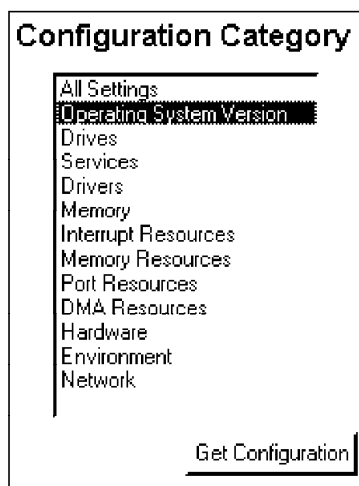 Configuration Category
All Settings
Operating System Version
Drives
Services
Drivers
Memory
Interrupt Resources
Memory Resources
Port Resources
DMA Resources
Hardware
Environment
Network
Get Configuration